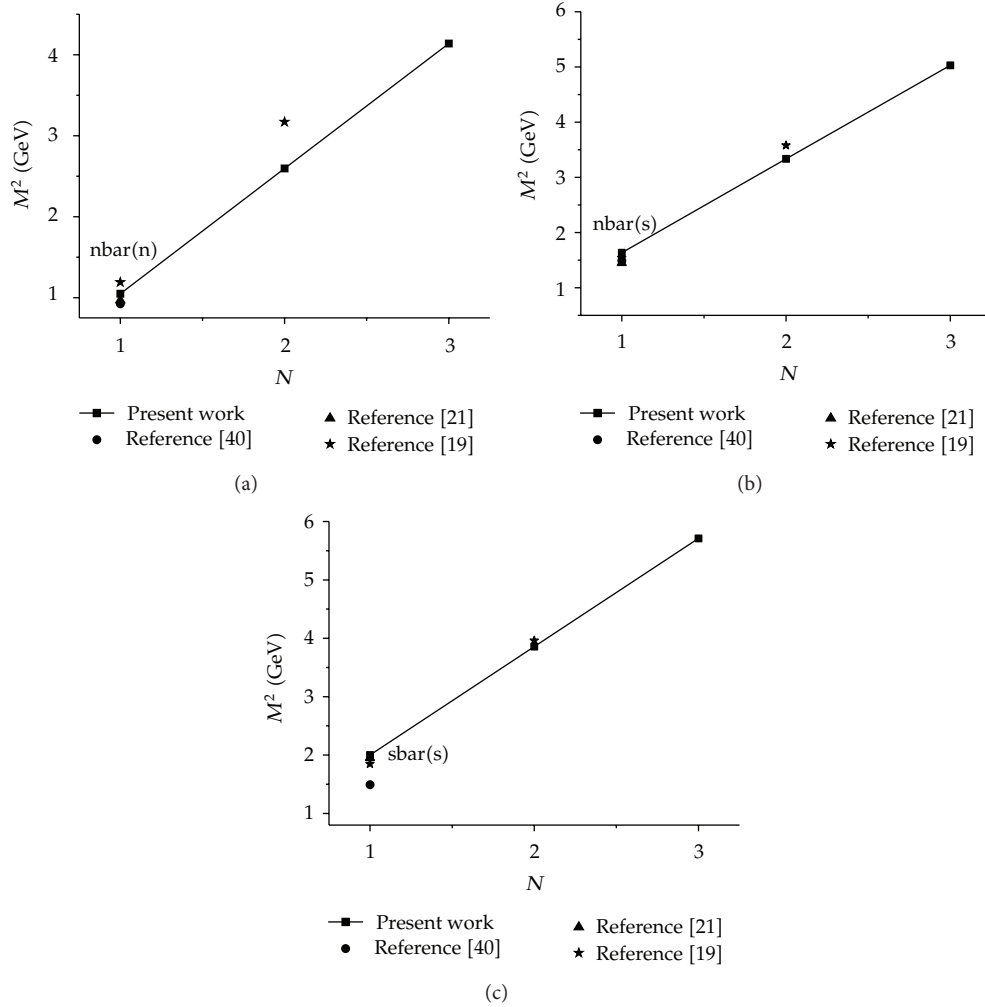 4
3
2
1
M² (GeV)
nbar(n)
1 2 3
N
Present work
Reference [40]
Reference [21]
Reference [19]
(a)
6
5
4
3
2
1
M² (GeV)
nbar(s)
1 2 3
N
Present work
Reference [40]
Reference [21]
Reference [19]
(b)
6
5
4
3
2
1
M² (GeV)
sbar(s)
1 2 3
N
Present work
Reference [40]
Reference [21]
Reference [19]
(c)